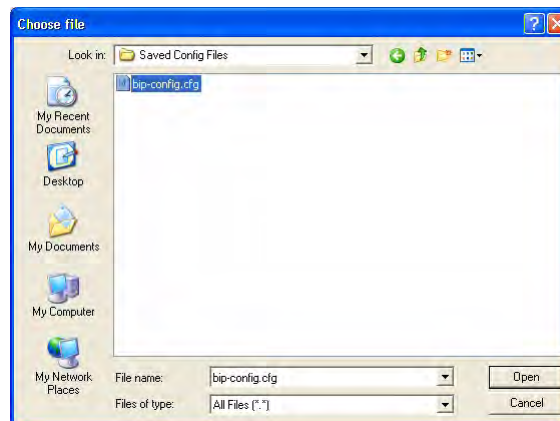 Choose file
Look in:
Saved Config Files
bip-config.cfg
My Recent
Documents
Desktop
My Documents
My Computer
My Network
Places
File name:
bip-config.cfg
Open
Files of type:
All Files (*.*)
Cancel